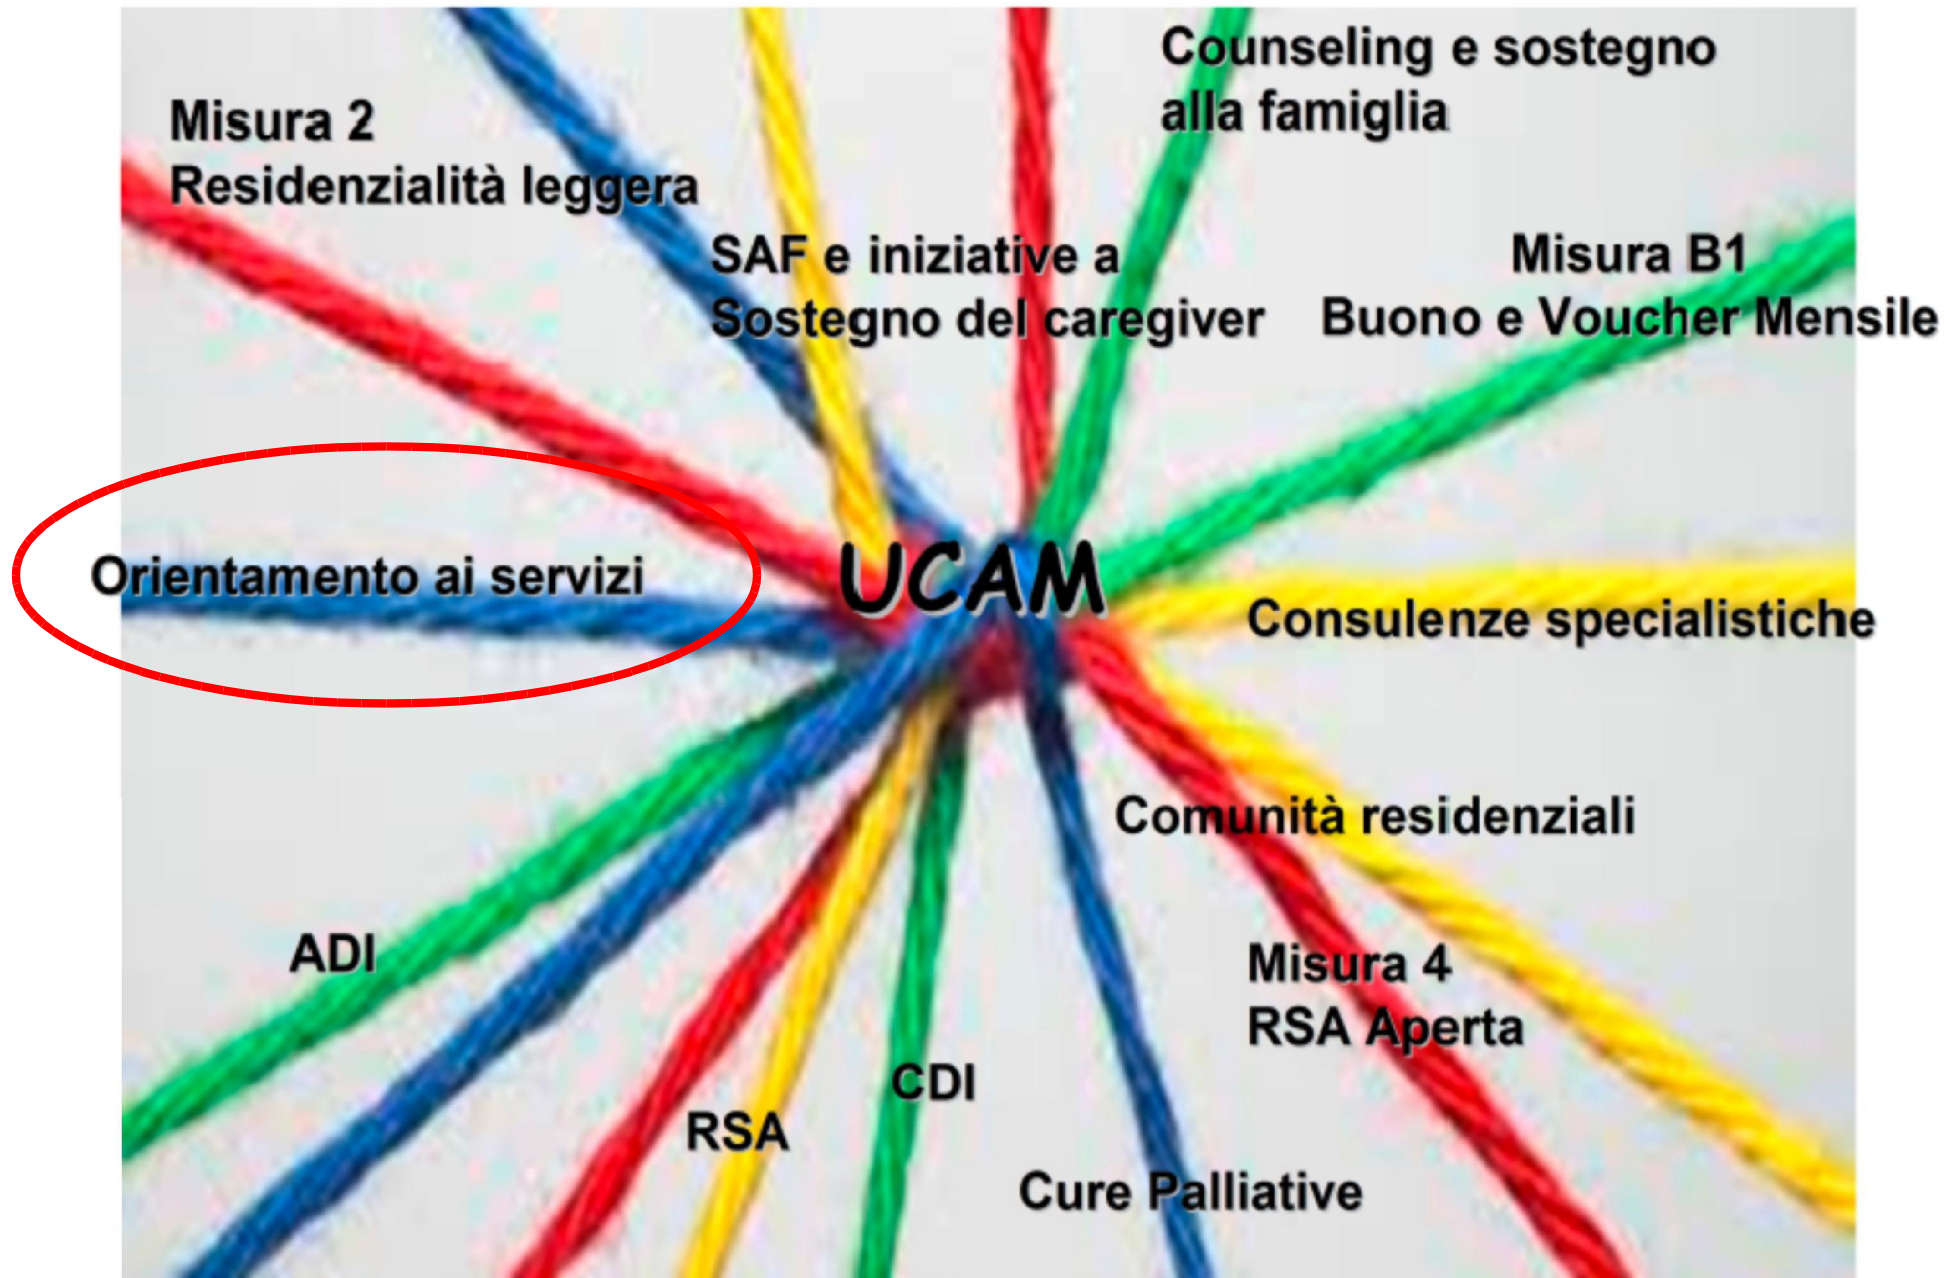 Counseling e sostegno
alla famiglia
Misura 2
Residenzialità leggera
SAF e iniziative a
Sostegno del caregiver
Misura B1
Buono e Voucher Mensile
Orientamento ai servizi
UCAM
Consulenze specialistiche
Comunità residenziali
ADI
Misura 4
RSA Aperta
CDI
RSA
Cure Palliative